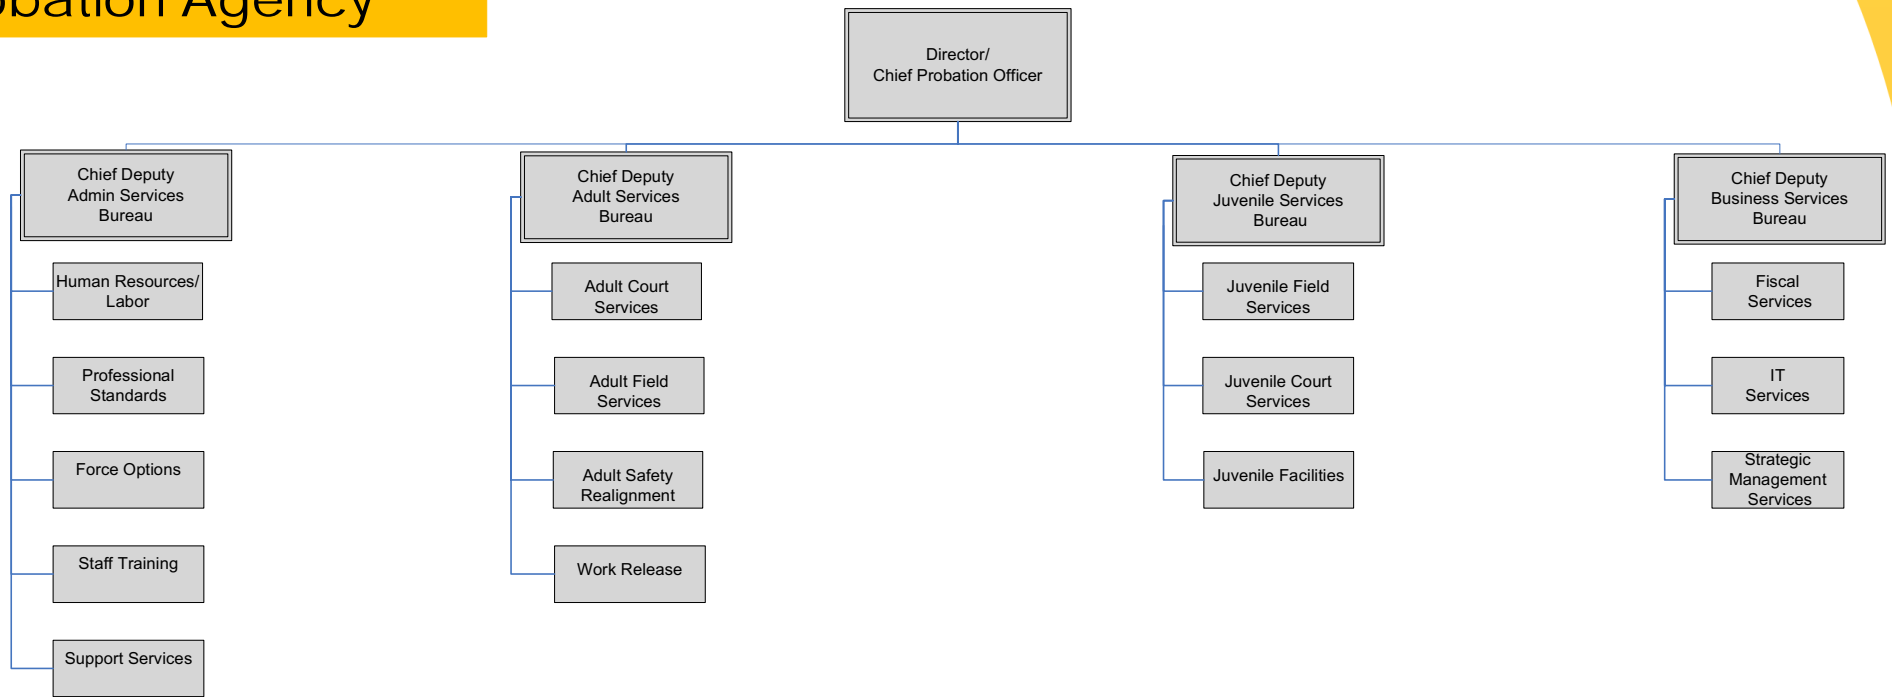 Agency
Director/
Chief Probation Officer
Chief Deputy
Admin Services
Bureau
Human Resources/
Labor
Professional
Standards
Force Options
Staff Training
Support Services
Chief Deputy
Adult Services
Bureau
Adult Court
Services
Adult Field
Services
Adult Safety
Realignment
Work Release
Chief Deputy
Juvenile Services
Bureau
Juvenile Field
Services
Juvenile Court
Services
Juvenile Facilities
Chief Deputy
Business Services
Bureau
Fiscal
Services
IT
Services
Strategic
Management
Services